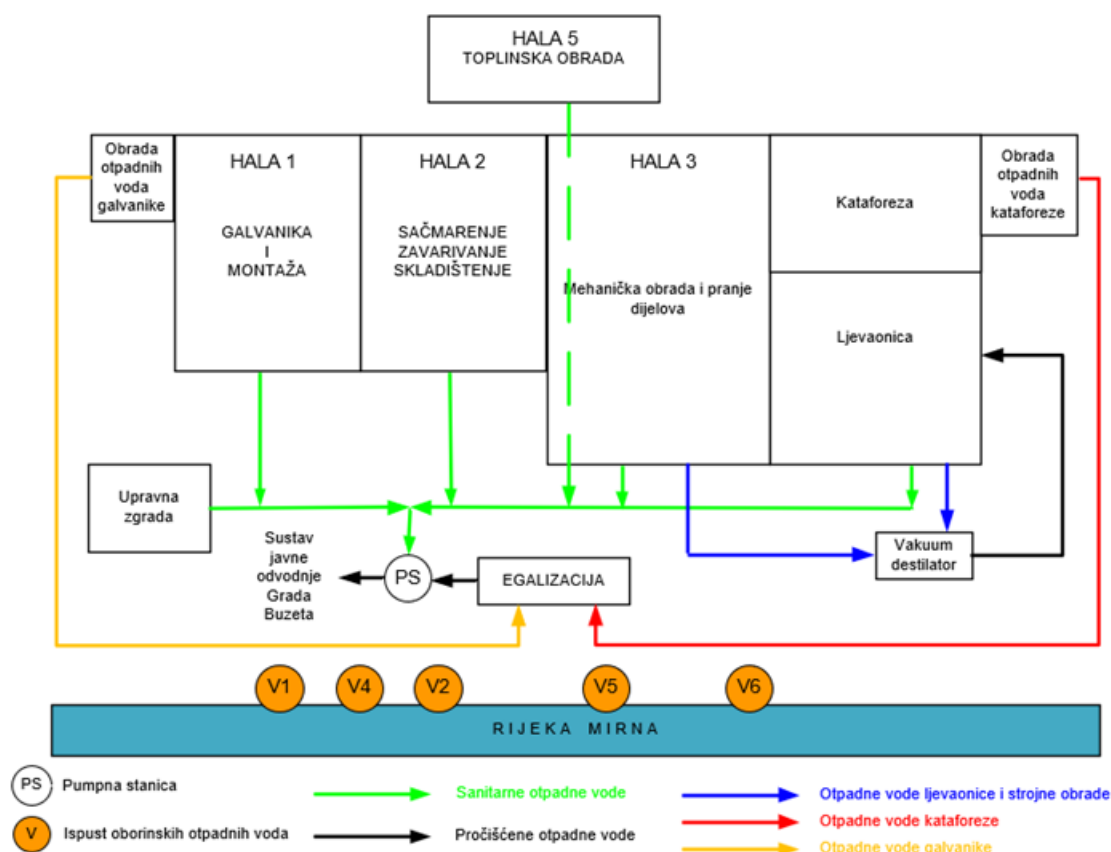 HALA 5
TOPLINSKA OBRADA
Obrada
otpadnih
voda
galvanike
HALA 1
GALVANIKA
I
MONTAŽA
HALA 2
SAČMARENJE
ZAVARIVANJE
SKLADIŠTENJE
HALA 3
Mehanička obrada i pranje
dijelova
Kataforeza
Ljevaonica
Obrada
otpadnih
voda
kataforeze
Upravna
zgrada
Sustav
javne
odvodnje
Grada
Buzeta
PS
EGALIZACIJA
Vakuum
destilator
V1
V4
V2
V5
V6
RIJEKA MIRNA
PS
Pumpna stanica
Sanitarne otpadne vode
Otpadne vode ljevaonice i strojne obrade
Otpadne vode kataforeze
V
Ispust oborinskih otpadnih voda
Pročišćene otpadne vode
Otpadne vode galvanike